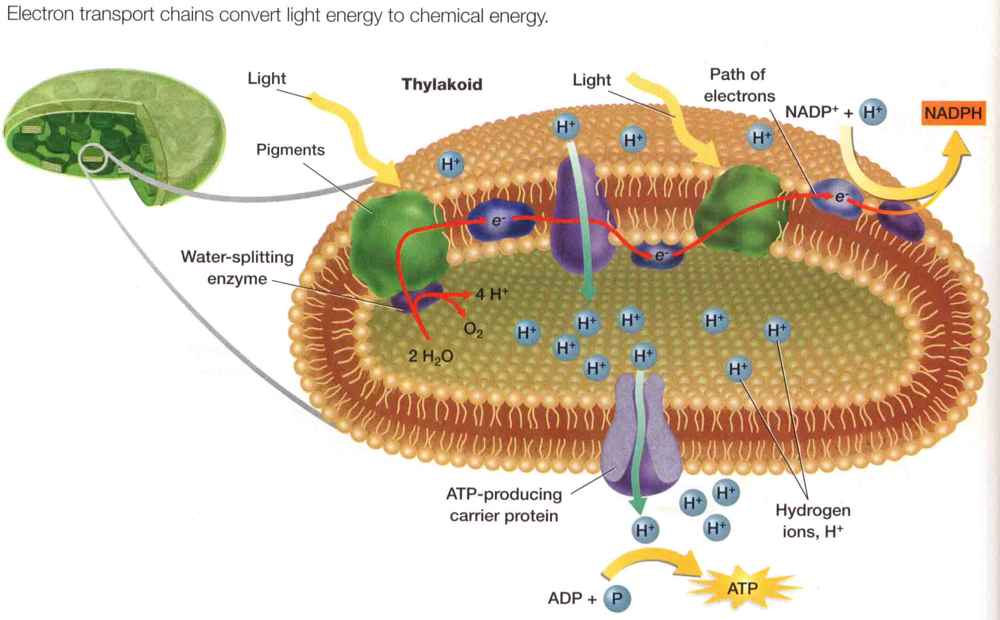 Electron transport chains convert light energy to chemical energy.
Light
Thylakoid
Light
Path of
electrons
NADP⁺ + H⁺
NADPH
H⁺
H⁺
H⁺
H⁺
Pigments
e⁻
e⁻
e⁻
Water-splitting
enzyme
4 H⁺
O₂
2 H₂O
H⁺
H⁺
H⁺
H⁺
H⁺
H⁺
H⁺
H⁺
H⁺
ATP-producing
carrier protein
Hydrogen
ions, H⁺
H⁺
H⁺
H⁺
H⁺
ADP + P
ATP